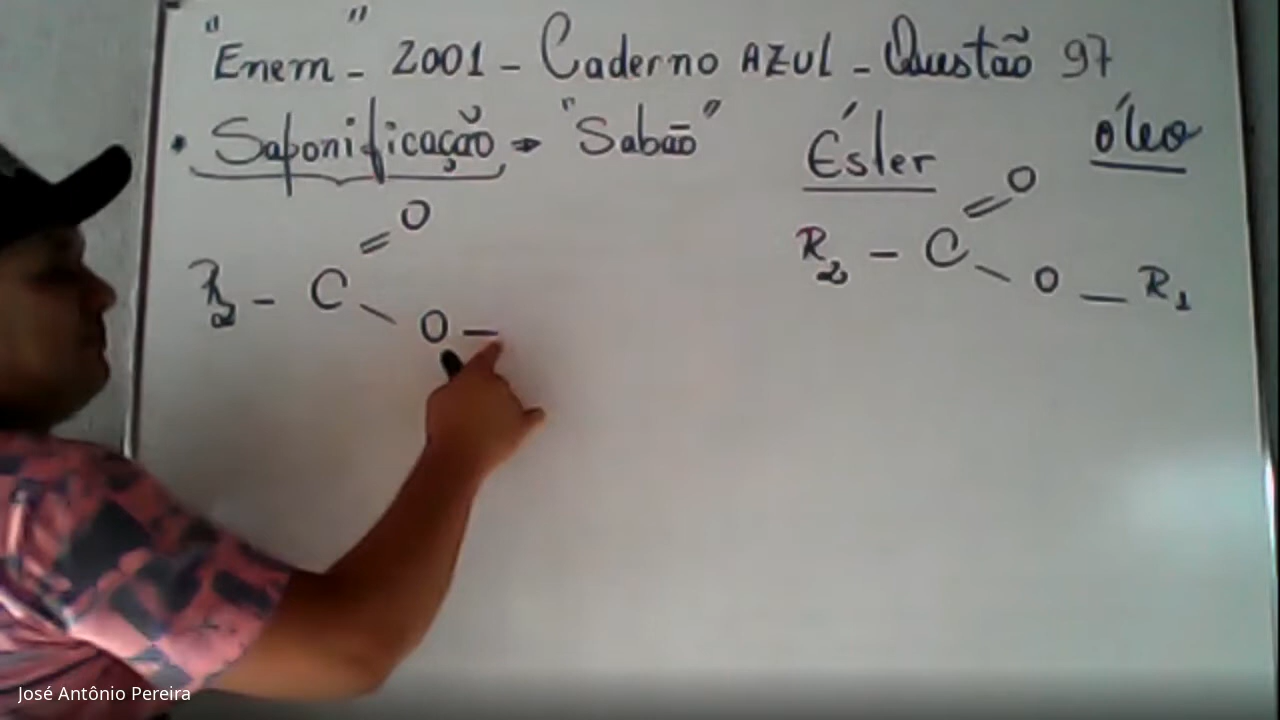 "Enem" - 2001 - Caderno AZUL - Questão 97
• Saponificação → "Sabão"
Éster
Óleo
R2 - C
O
O -
R2 - C
O
O - R1
José Antônio Pereira